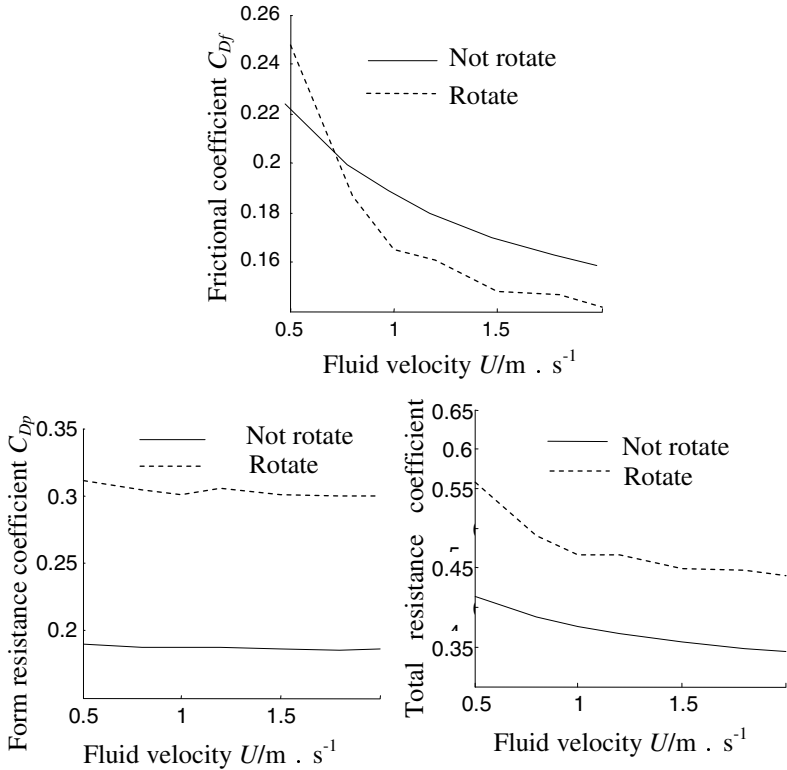 0.26
0.24
0.22
0.2
0.18
0.16
Frictional coefficient C_Df
Not rotate
Rotate
0.5
1
1.5
Fluid velocity U/m . s⁻¹
0.35
0.3
0.25
0.2
Form resistance coefficient C_Dp
Not rotate
Rotate
0.5
1
1.5
Fluid velocity U/m . s⁻¹
0.65
0.6
0.55
0.45
0.35
Total resistance coefficient
Not rotate
Rotate
0.5
1
1.5
Fluid velocity U/m . s⁻¹